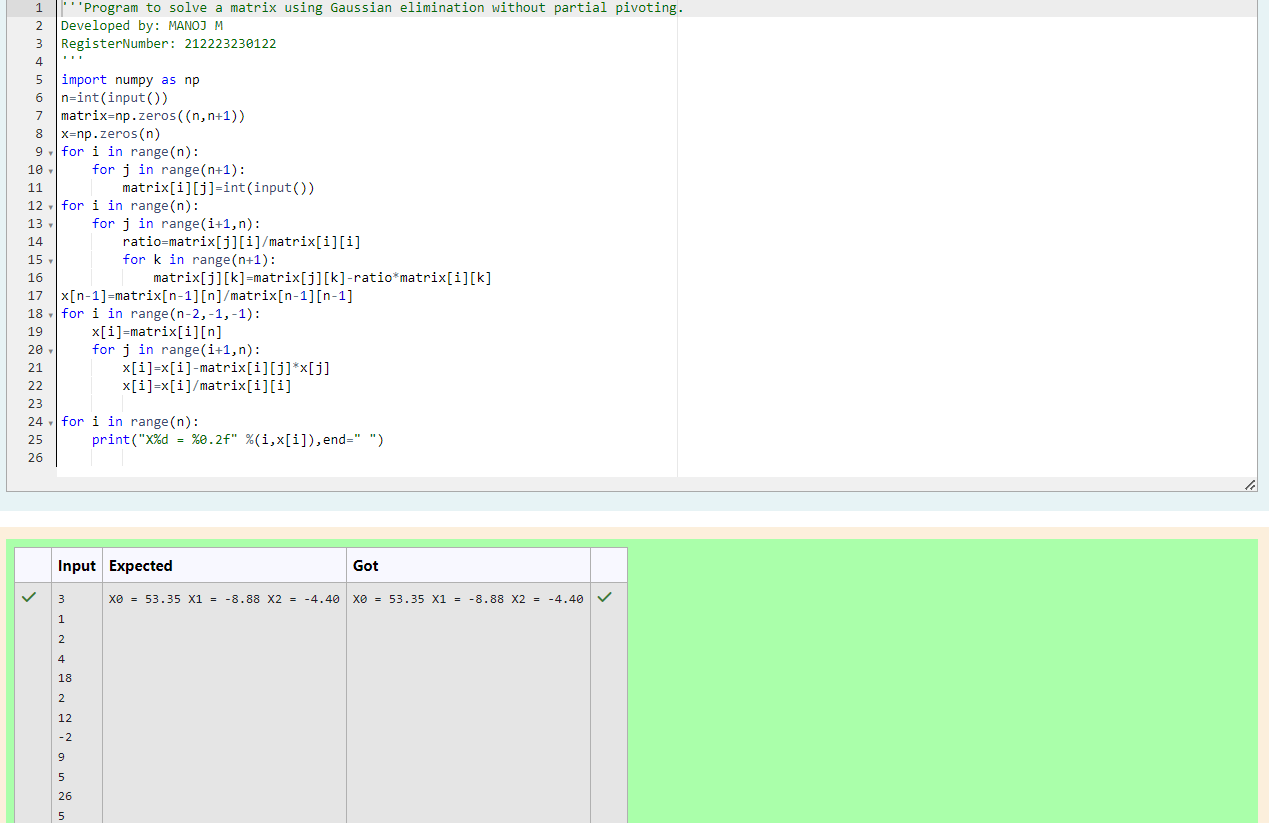 1 '''Program to solve a matrix using Gaussian elimination without partial pivoting.
2 Developed by: MANOJ M
3 RegisterNumber: 212223230122
4 '''
5 import numpy as np
6 n=int(input())
7 matrix=np.zeros((n,n+1))
8 x=np.zeros(n)
9 for i in range(n):
10     for j in range(n+1):
11         matrix[i][j]=int(input())
12 for i in range(n):
13     for j in range(i+1,n):
14         ratio=matrix[j][i]/matrix[i][i]
15         for k in range(n+1):
16             matrix[j][k]=matrix[j][k]-ratio*matrix[i][k]
17 x[n-1]=matrix[n-1][n]/matrix[n-1][n-1]
18 for i in range(n-2,-1,-1):
19     x[i]=matrix[i][n]
20     for j in range(i+1,n):
21         x[i]=x[i]-matrix[i][j]*x[j]
22         x[i]=x[i]/matrix[i][i]
23
24 for i in range(n):
25     print("X%d = %0.2f" %(i,x[i]),end=" ")
26
Input Expected Got
3 X0 = 53.35 X1 = -8.88 X2 = -4.40 X0 = 53.35 X1 = -8.88 X2 = -4.40
1
2
4
18
2
12
-2
9
5
26
5